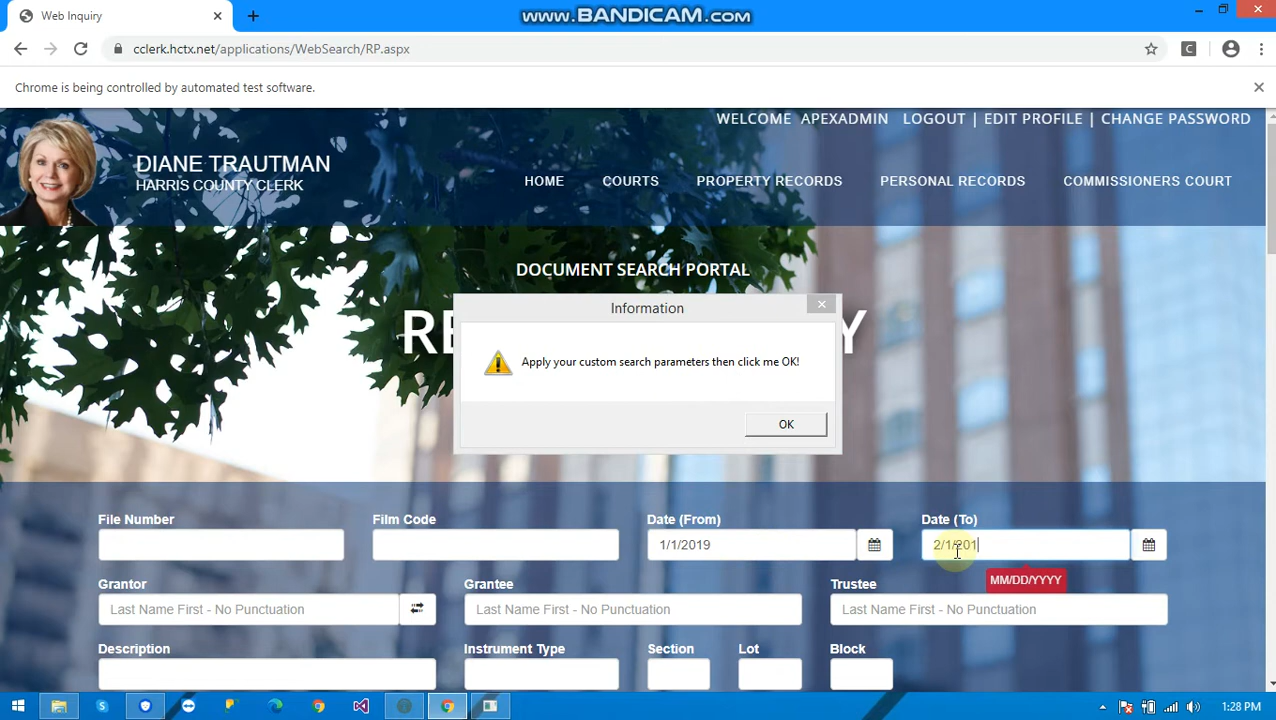 Web Inquiry
www.BANDICAM.com
cclerk.hctx.net/applications/WebSearch/RP.aspx
Chrome is being controlled by automated test software.
WELCOME APEXADMIN LOGOUT | EDIT PROFILE | CHANGE PASSWORD
DIANE TRAUTMAN
HARRIS COUNTY CLERK
HOME COURTS PROPERTY RECORDS PERSONAL RECORDS COMMISSIONERS COURT
DOCUMENT SEARCH PORTAL
Information
Apply your custom search parameters then click me OK!
OK
File Number Film Code Date (From) Date (To)
1/1/2019 2/1/201
MM/DD/YYYY
Grantor Grantee Trustee
Last Name First - No Punctuation Last Name First - No Punctuation Last Name First - No Punctuation
Description Instrument Type Section Lot Block
1:28 PM